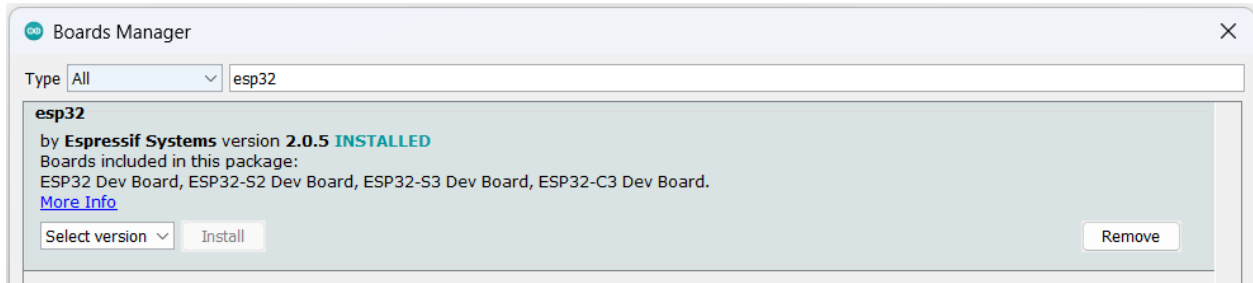 Boards Manager
Type All esp32
esp32
by Espressif Systems version 2.0.5 INSTALLED
Boards included in this package:
ESP32 Dev Board, ESP32-S2 Dev Board, ESP32-S3 Dev Board, ESP32-C3 Dev Board.
More Info
Select version Install Remove